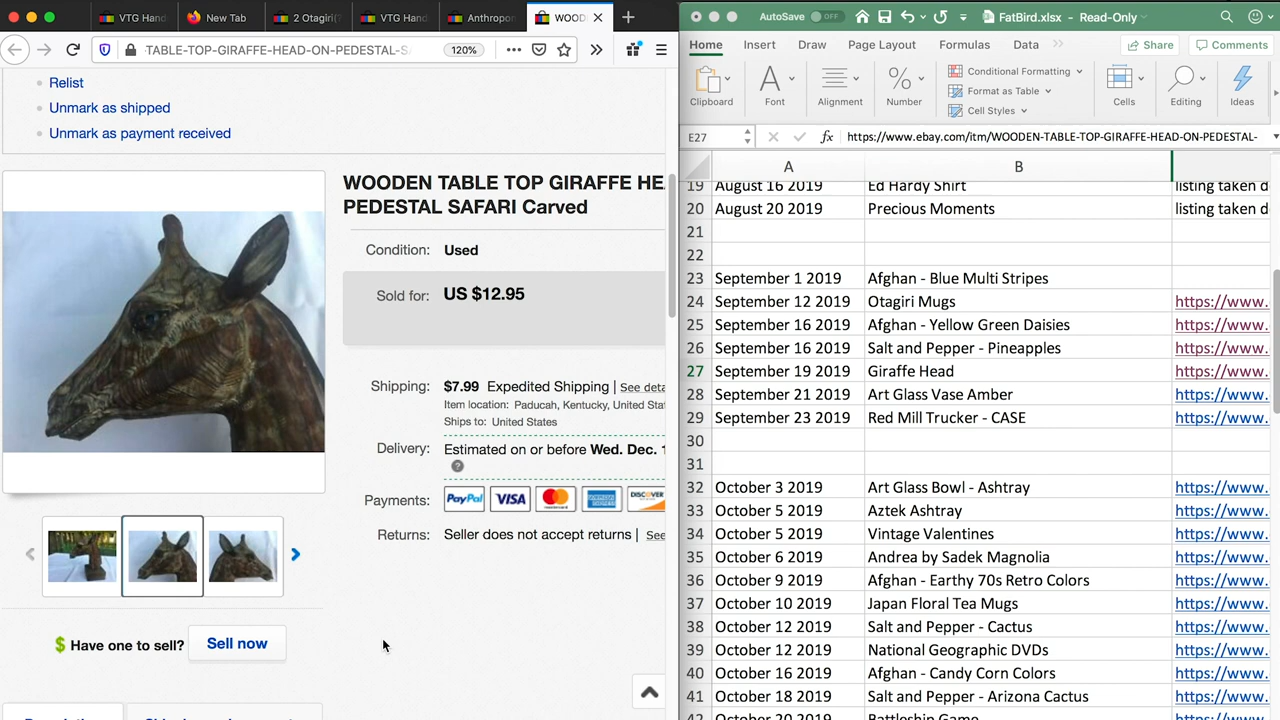 VTG Hand
New Tab
2 Otagiri
VTG Hand
Anthropon
WOOD
TABLE-TOP-GIRAFFE-HEAD-ON-PEDESTAL-SA
120%
Relist
Unmark as shipped
Unmark as payment received
WOODEN TABLE TOP GIRAFFE HEA
PEDESTAL SAFARI Carved
Condition: Used
Sold for: US $12.95
Shipping: $7.99 Expedited Shipping | See deta
Item location: Paducah, Kentucky, United Stat
Ships to: United States
Delivery: Estimated on or before Wed. Dec. 1
Payments: PayPal VISA MasterCard AMERICAN EXPRESS DISCOVER
Returns: Seller does not accept returns | See
Have one to sell? Sell now
AutoSave OFF FatBird.xlsx - Read-Only
Home Insert Draw Page Layout Formulas Data Share Comments
Clipboard Font Alignment Number Conditional Formatting Format as Table Cell Styles Cells Editing Ideas
E27 fx https://www.ebay.com/itm/WOODEN-TABLE-TOP-GIRAFFE-HEAD-ON-PEDESTAL-
A B
19 August 16 2019 Ed Hardy Shirt listing taken d
20 August 20 2019 Precious Moments listing taken d
21
22
23 September 1 2019 Afghan - Blue Multi Stripes
24 September 12 2019 Otagiri Mugs https://www.
25 September 16 2019 Afghan - Yellow Green Daisies https://www.
26 September 16 2019 Salt and Pepper - Pineapples https://www.
27 September 19 2019 Giraffe Head https://www.
28 September 21 2019 Art Glass Vase Amber https://www.
29 September 23 2019 Red Mill Trucker - CASE https://www.
30
31
32 October 3 2019 Art Glass Bowl - Ashtray https://www.
33 October 5 2019 Aztek Ashtray https://www.
34 October 5 2019 Vintage Valentines https://www.
35 October 6 2019 Andrea by Sadek Magnolia https://www.
36 October 9 2019 Afghan - Earthy 70s Retro Colors https://www.
37 October 10 2019 Japan Floral Tea Mugs https://www.
38 October 12 2019 Salt and Pepper - Cactus https://www.
39 October 12 2019 National Geographic DVDs https://www.
40 October 16 2019 Afghan - Candy Corn Colors https://www.
41 October 18 2019 Salt and Pepper - Arizona Cactus https://www.
42 October 20 2019 Battleship Game